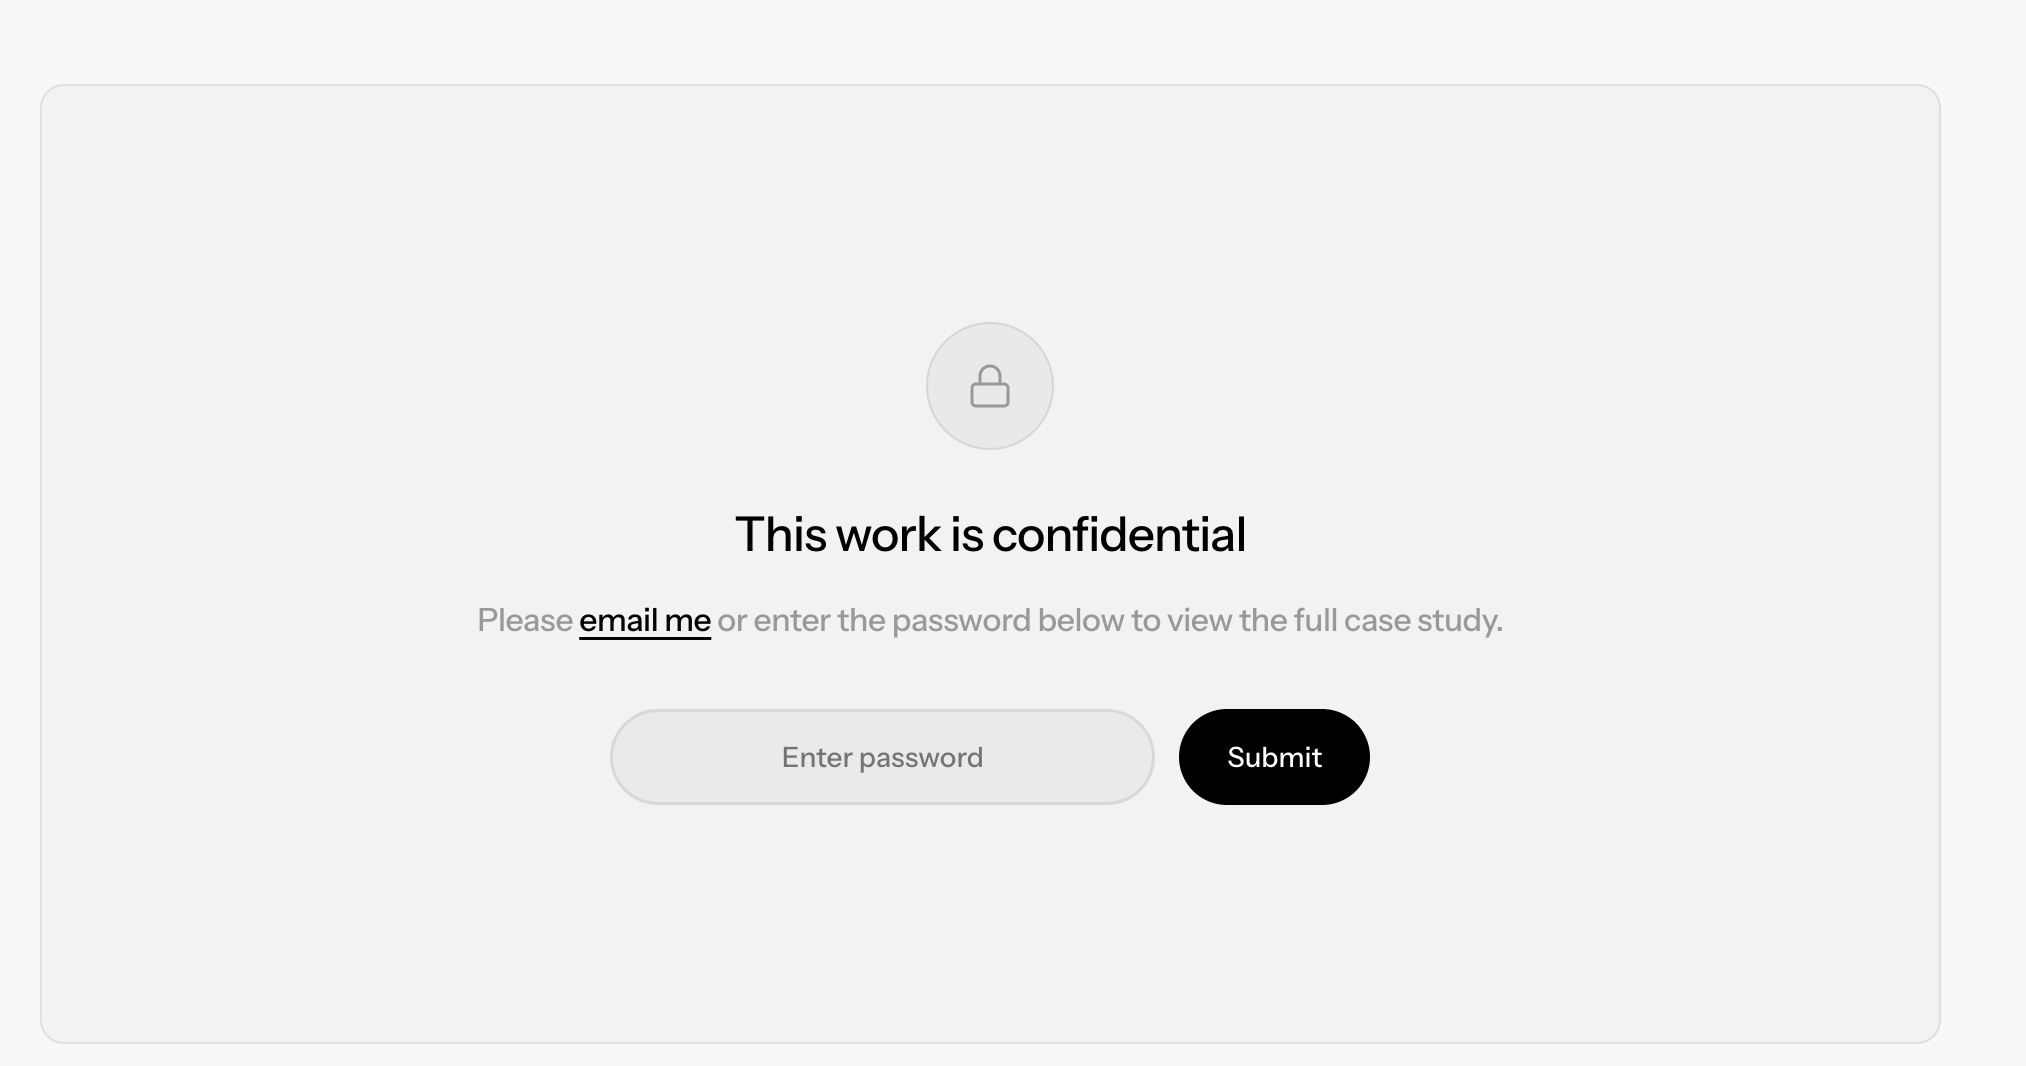 This work is confidential
Please email me or enter the password below to view the full case study.
Enter password
Submit